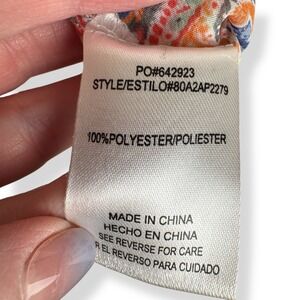 PO#642923
STYLE/ESTILO#80A2AP2279
100%POLYESTER/POLIESTER
MADE IN CHINA
HECHO EN CHINA
SEE REVERSE FOR CARE
R EL REVERSO PARA CUIDADO